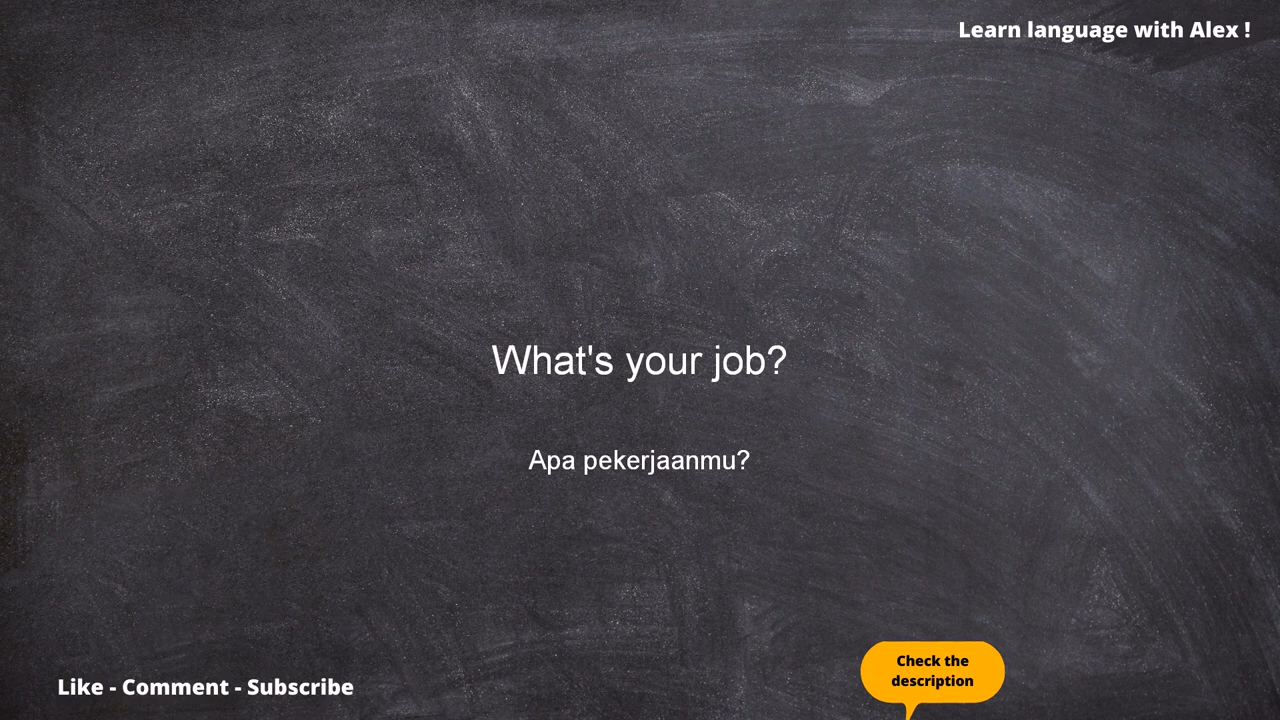 Learn language with Alex !
What's your job?
Apa pekerjaanmu?
Check the
description
Like - Comment - Subscribe